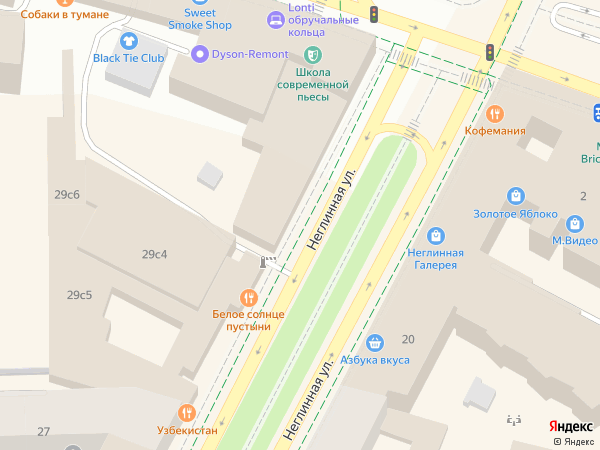 Собаки в тумане
Sweet
Smoke Shop
Lonti
обручальные
кольца
Black Tie Club
Dyson-Remont
Школа
современной
пьесы
Кофемания
Bric
29с6
Неглинная ул.
2
Золотое Яблоко
М.Видео
29с4
Неглинная
Галерея
29с5
Белое солнце
пустыни
20
Азбука вкуса
Неглинная ул.
Узбекистан
27
Яндекс
© Яндекс